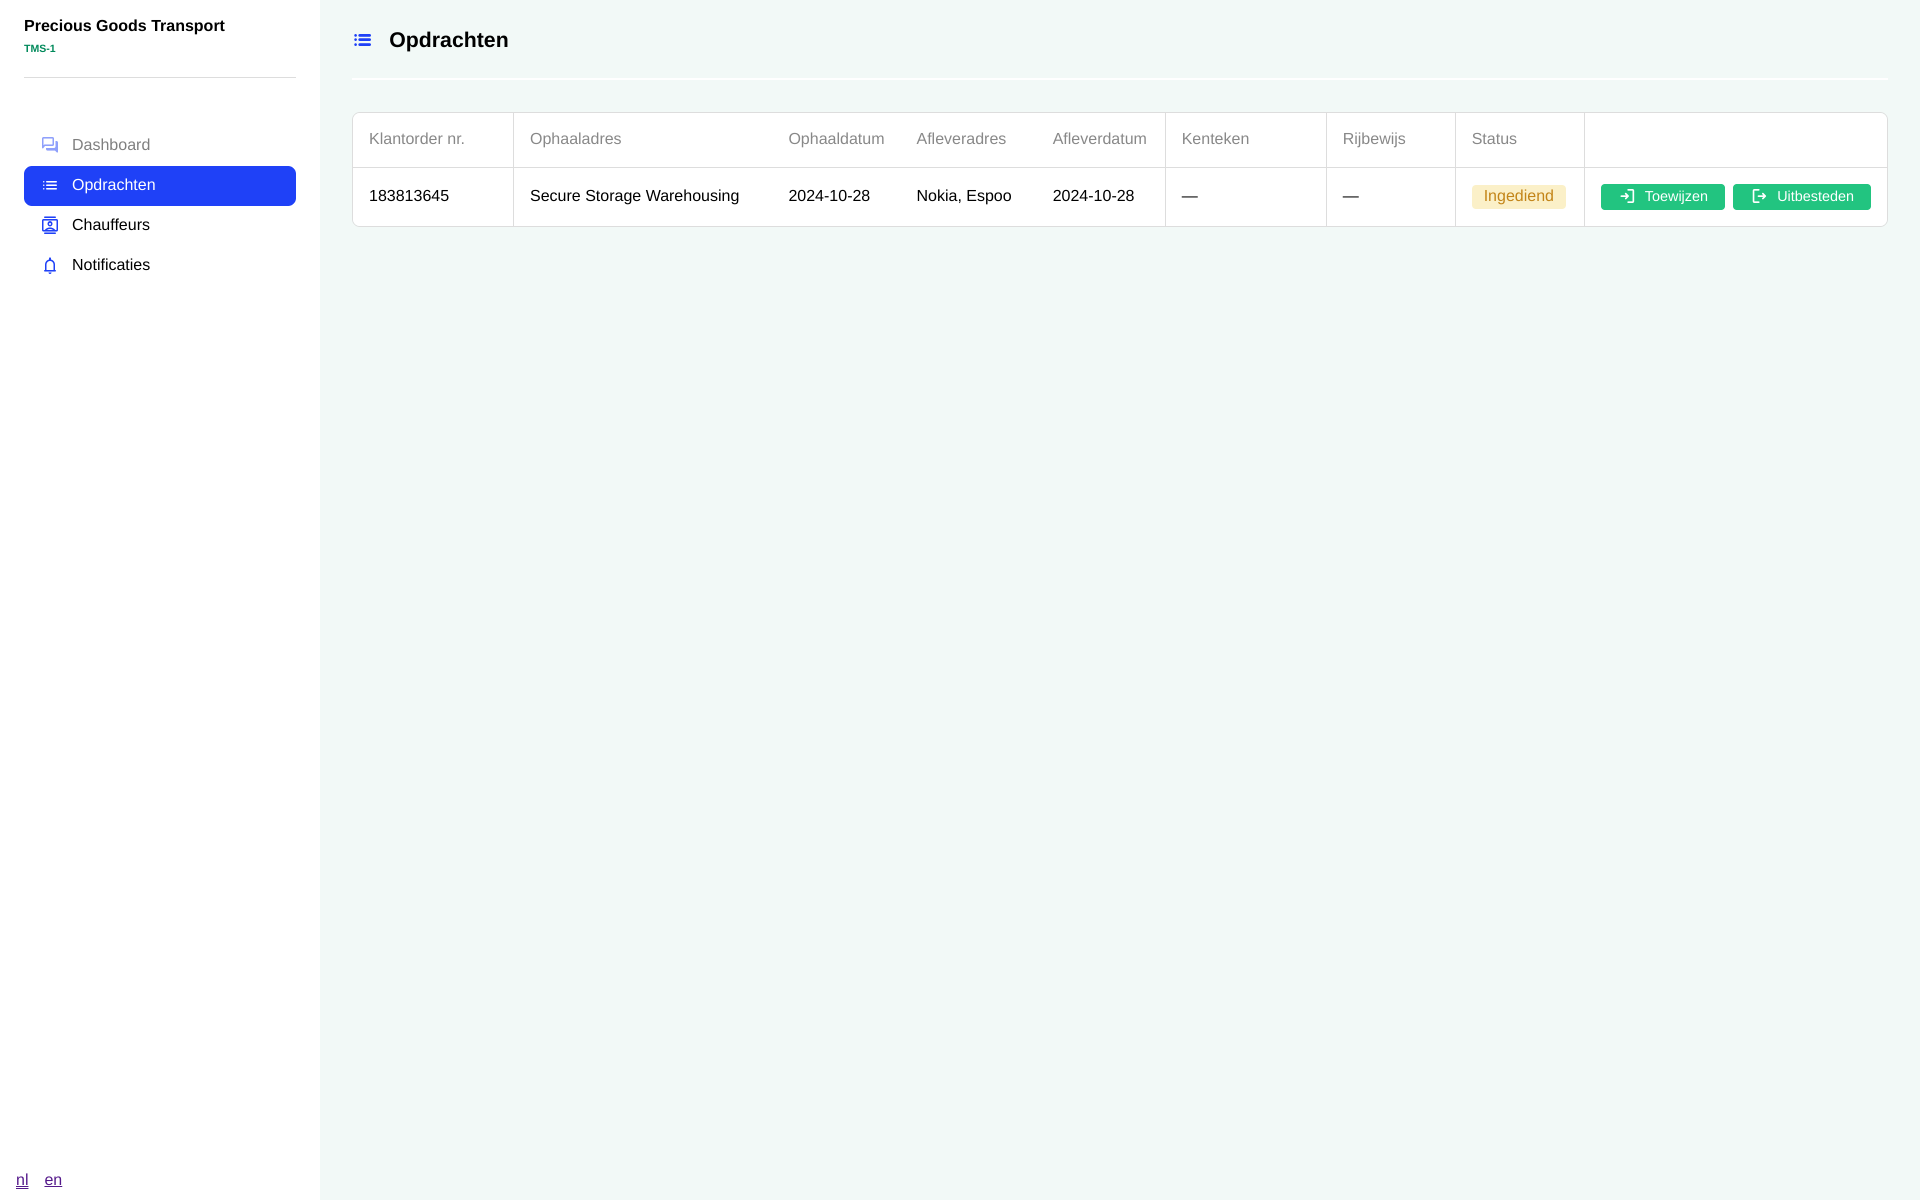 Precious Goods Transport
TMS-1
Dashboard
Opdrachten
Chauffeurs
Notificaties
nl en
Opdrachten
Klantorder nr. Ophaaladres Ophaaldatum Afleveradres Afleverdatum Kenteken Rijbewijs Status
183813645 Secure Storage Warehousing 2024-10-28 Nokia, Espoo 2024-10-28 — — Ingediend Toewijzen Uitbesteden